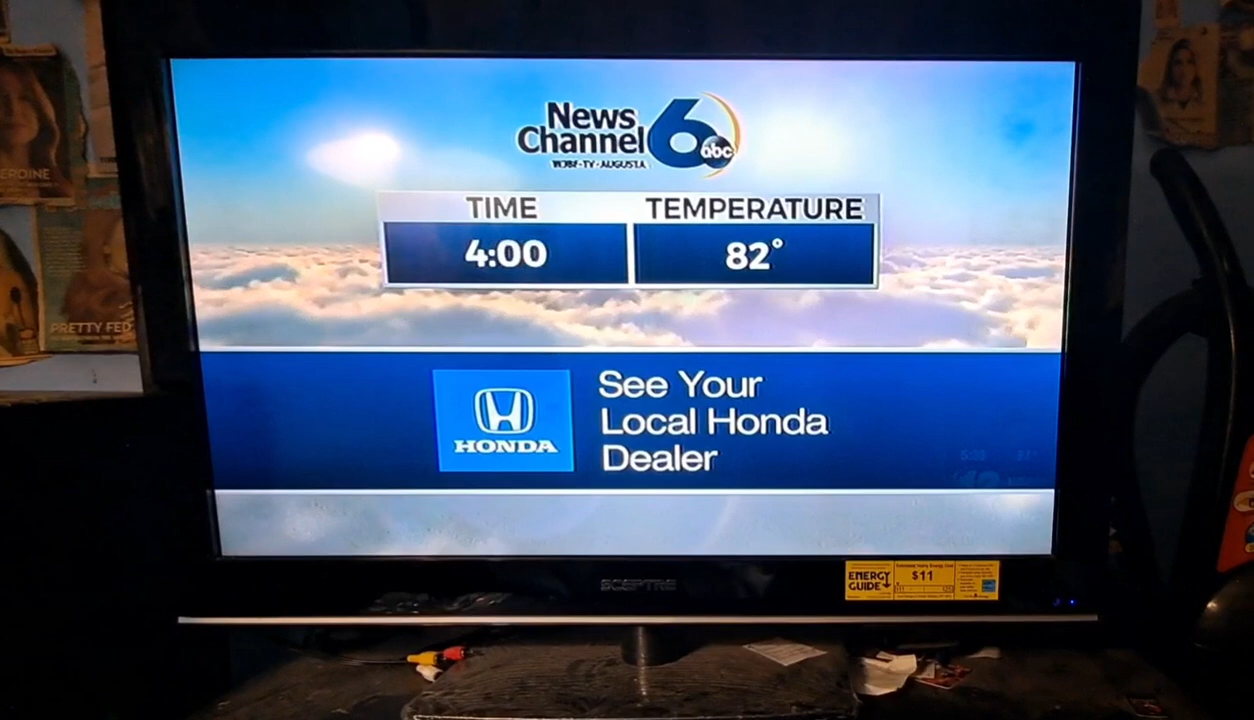 News
Channel 6
abc
WJBF-TV-AUGUSTA
TIME
TEMPERATURE
4:00
82°
See Your
Local Honda
Dealer
HONDA
EROINE
PRETTY FED
SCEPTRE
ENERGY
GUIDE
$11